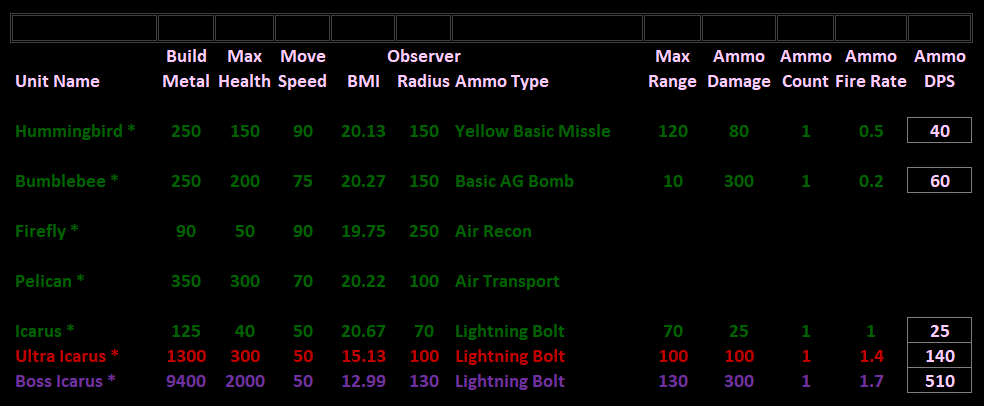 Build Max Move Observer Max Ammo Ammo Ammo Ammo
Unit Name Metal Health Speed BMI Radius Ammo Type Range Damage Count Fire Rate DPS
Hummingbird * 250 150 90 20.13 150 Yellow Basic Missle 120 80 1 0.5 40
Bumblebee * 250 200 75 20.27 150 Basic AG Bomb 10 300 1 0.2 60
Firefly * 90 50 90 19.75 250 Air Recon
Pelican * 350 300 70 20.22 100 Air Transport
Icarus * 125 40 50 20.67 70 Lightning Bolt 70 25 1 1 25
Ultra Icarus * 1300 300 50 15.13 100 Lightning Bolt 100 100 1 1.4 140
Boss Icarus * 9400 2000 50 12.99 130 Lightning Bolt 130 300 1 1.7 510